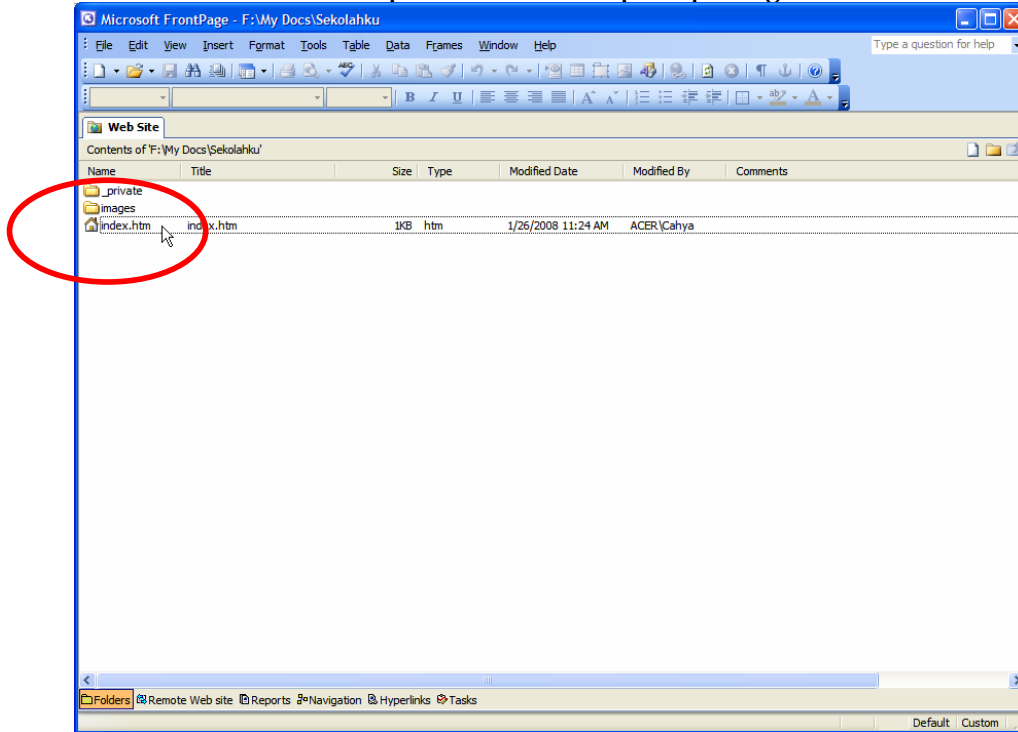 Microsoft FrontPage - F:\My Docs\Sekolahku
File Edit View Insert Format Tools Table Data Frames Window Help Type a question for help
B I U
Web Site
Contents of 'F:\My Docs\Sekolahku'
Name Title Size Type Modified Date Modified By Comments
_private
images
index.htm index.htm 1KB htm 1/26/2008 11:24 AM ACER\Cahya
Folders Remote Web site Reports Navigation Hyperlinks Tasks
Default Custom